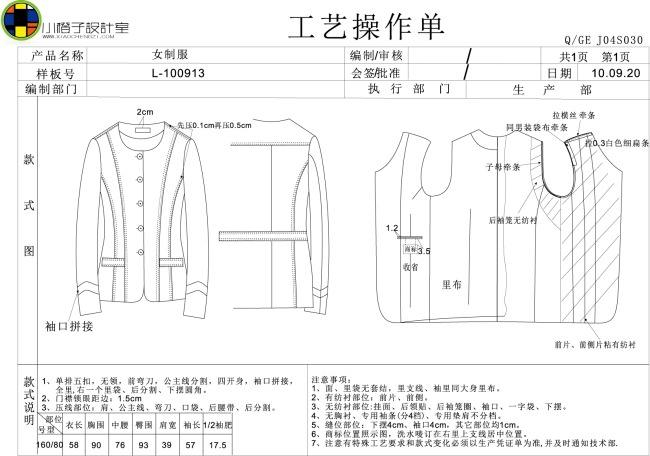 小橙子設計室
WWW.XIAOCHENGZI.COM
工艺操作单
Q/GE J04S030
产品名称 女制服 编制/审核 / 共1页 第1页
样板号 L-100913 会签/批准 / 日期 10.09.20
编制部门 执行部门 生产部
款式图
2cm
先压0.1cm再压0.5cm
袖口拼接
拉横丝牵条
同男装袋布牵条
拉0.3白色细扁条
子母牵条
后袖笼无纺衬
1.2
商标
3.5
收省
里布
前片、前侧片粘有纺衬
款式说明
1、单排五扣，无领，前弯刀，公主线分割，四开身，袖口拼接，
全里，右一个里袋、后分割、下摆圆角。
2、门襟锁眼距边：1.5cm
3、压线部位：肩、公主线、弯刀、口袋、后腰带、后分割。
部位 型号 衣长 胸围 中腰 臀围 肩宽 袖长 1/2袖肥
160/80 58 90 76 93 39 57 17.5
注意事项：
1、面、里袋无套结，里支线、袖里同大身里布。
2、有纺衬部位：前片、前侧。
3、无纺衬部位:挂面、后领贴、后袖笼圈、袖口、一字袋、下摆。
4、无胸衬、专用袖条(分4档)、专用垫肩不分档。
5、缝位部位：下摆4cm、袖口4cm，其它部位均1cm。
6、商标位置照示图，洗水唛订在右里上支线居中位置。
7、注意有特殊工艺要求和款式变化必须以生产凭证单为准,并及时通知技术部.